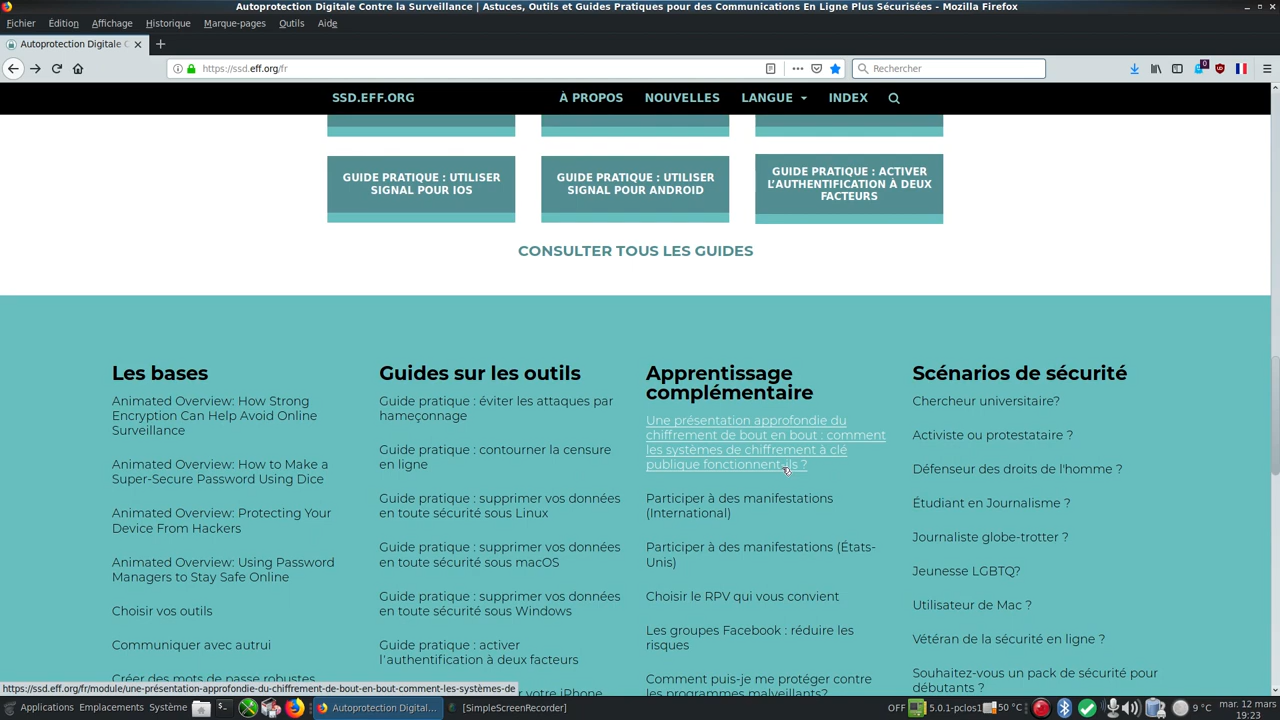 Autoprotection Digitale Contre la Surveillance | Astuces, Outils et Guides Pratiques pour des Communications En Ligne Plus Sécurisées - Mozilla Firefox
Fichier Édition Affichage Historique Marque-pages Outils Aide
Autoprotection Digitale C
https://ssd.eff.org/fr
Rechercher
0
SSD.EFF.ORG
À PROPOS NOUVELLES LANGUE INDEX
GUIDE PRATIQUE : UTILISER
SIGNAL POUR IOS
GUIDE PRATIQUE : UTILISER
SIGNAL POUR ANDROID
GUIDE PRATIQUE : ACTIVER
L'AUTHENTIFICATION À DEUX
FACTEURS
CONSULTER TOUS LES GUIDES
Les bases
Animated Overview: How Strong
Encryption Can Help Avoid Online
Surveillance
Animated Overview: How to Make a
Super-Secure Password Using Dice
Animated Overview: Protecting Your
Device From Hackers
Animated Overview: Using Password
Managers to Stay Safe Online
Choisir vos outils
Communiquer avec autrui
Créer des mots de passe robustes
Guides sur les outils
Guide pratique : éviter les attaques par
hameçonnage
Guide pratique : contourner la censure
en ligne
Guide pratique : supprimer vos données
en toute sécurité sous Linux
Guide pratique : supprimer vos données
en toute sécurité sous macOS
Guide pratique : supprimer vos données
en toute sécurité sous Windows
Guide pratique : activer
l'authentification à deux facteurs
votre iPhone
Apprentissage
complémentaire
Une présentation approfondie du
chiffrement de bout en bout : comment
les systèmes de chiffrement à clé
publique fonctionnent-ils ?
Participer à des manifestations
(International)
Participer à des manifestations (États-
Unis)
Choisir le RPV qui vous convient
Les groupes Facebook : réduire les
risques
Comment puis-je me protéger contre
les programmes malveillants?
Scénarios de sécurité
Chercheur universitaire?
Activiste ou protestataire ?
Défenseur des droits de l'homme ?
Étudiant en Journalisme ?
Journaliste globe-trotter ?
Jeunesse LGBTQ?
Utilisateur de Mac ?
Vétéran de la sécurité en ligne ?
Souhaitez-vous un pack de sécurité pour
débutants ?
https://ssd.eff.org/fr/module/une-présentation-approfondie-du-chiffrement-de-bout-en-bout-comment-les-systèmes-de
Applications Emplacements Système
Autoprotection Digital...
[SimpleScreenRecorder]
OFF 5.0.1-pclos1 50 °C
9 °C
mar. 12 mars
19:23